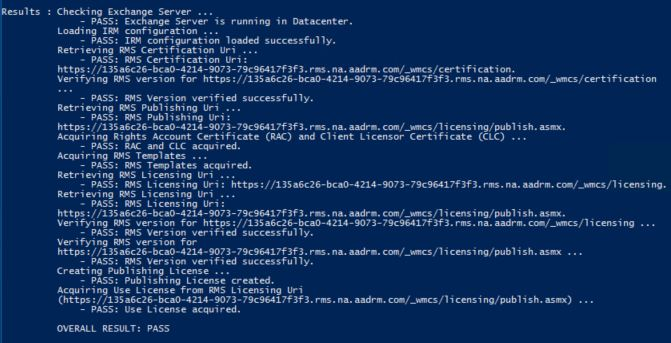 Results : Checking Exchange Server ...
- PASS: Exchange Server is running in Datacenter.
Loading IRM configuration ...
- PASS: IRM configuration loaded successfully.
Retrieving RMS Certification Uri ...
- PASS: RMS Certification Uri:
https://135a6c26-bca0-4214-9073-79c96417f3f3.rms.na.aadrm.com/_wmcs/certification.
Verifying RMS version for https://135a6c26-bca0-4214-9073-79c96417f3f3.rms.na.aadrm.com/_wmcs/certification
...
- PASS: RMS Version verified successfully.
Retrieving RMS Publishing Uri ...
- PASS: RMS Publishing Uri:
https://135a6c26-bca0-4214-9073-79c96417f3f3.rms.na.aadrm.com/_wmcs/licensing/publish.asmx.
Acquiring Rights Account Certificate (RAC) and Client Licensor Certificate (CLC) ...
- PASS: RAC and CLC acquired.
Acquiring RMS Templates ...
- PASS: RMS Templates acquired.
Retrieving RMS Licensing Uri ...
- PASS: RMS Licensing Uri: https://135a6c26-bca0-4214-9073-79c96417f3f3.rms.na.aadrm.com/_wmcs/licensing.
Retrieving RMS Licensing Uri ...
- PASS: RMS Licensing Uri:
https://135a6c26-bca0-4214-9073-79c96417f3f3.rms.na.aadrm.com/_wmcs/licensing/publish.asmx.
Verifying RMS version for https://135a6c26-bca0-4214-9073-79c96417f3f3.rms.na.aadrm.com/_wmcs/licensing ...
- PASS: RMS Version verified successfully.
Verifying RMS version for
https://135a6c26-bca0-4214-9073-79c96417f3f3.rms.na.aadrm.com/_wmcs/licensing/publish.asmx ...
- PASS: RMS Version verified successfully.
Creating Publishing License ...
- PASS: Publishing License created.
Acquiring Use License from RMS Licensing Uri
(https://135a6c26-bca0-4214-9073-79c96417f3f3.rms.na.aadrm.com/_wmcs/licensing/publish.asmx) ...
- PASS: Use License acquired.
OVERALL RESULT: PASS